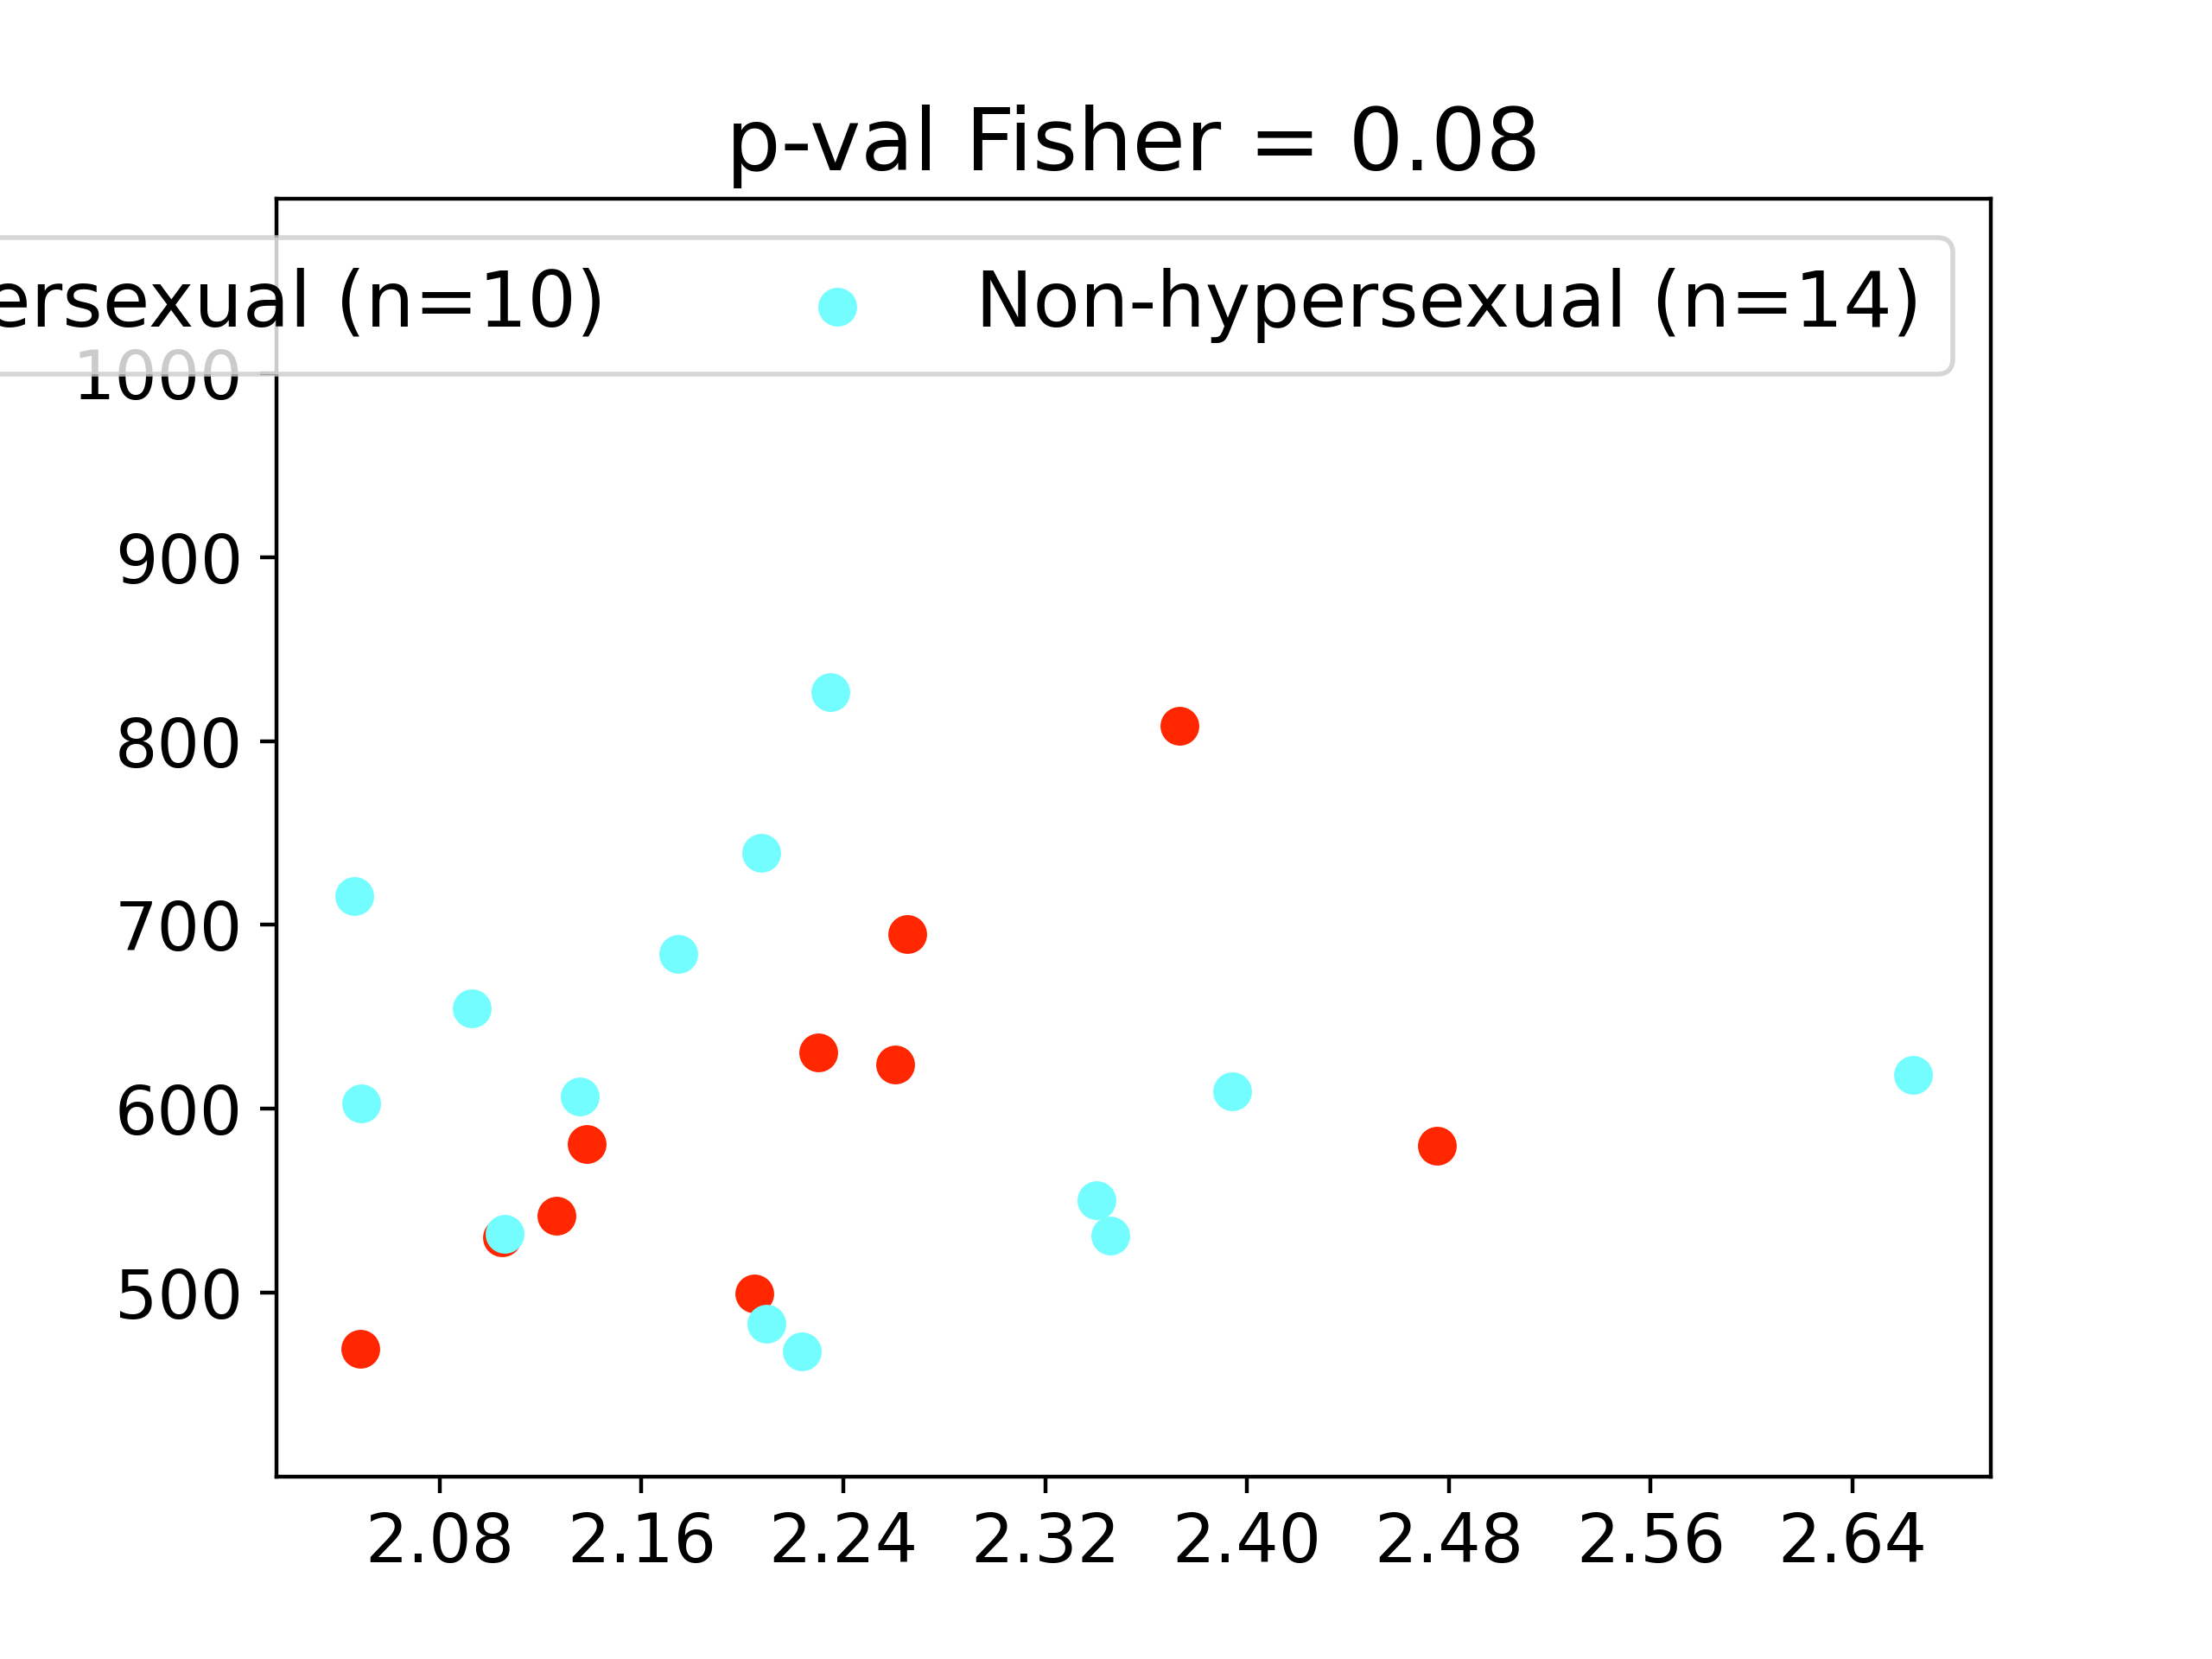 p-val Fisher = 0.08
(n=10) Non-hypersexual (n=14)
1000
900
800
700
600
500
2.08 2.16 2.24 2.32 2.40 2.48 2.56 2.64